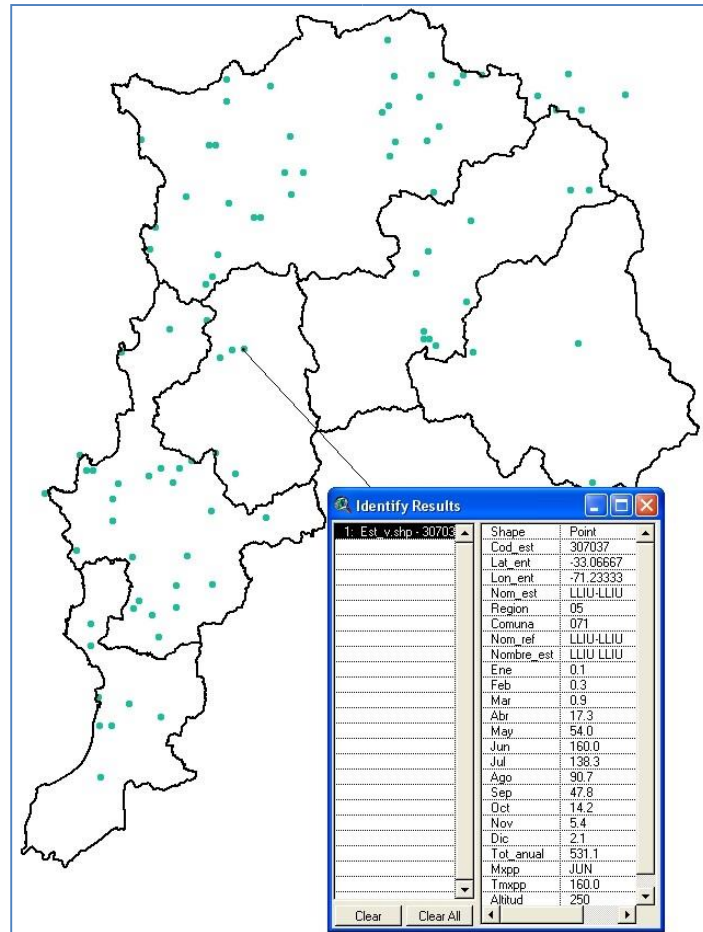 Identify Results
1: Est_v.shp - 30703
Shape Point
Cod_est 307037
Lat_ent -33.06667
Lon_ent -71.23333
Nom_est LLIU-LLIU
Region 05
Comuna 071
Nom_ref LLIU-LLIU
Nombre_est LLIU LLIU
Ene 0.1
Feb 0.3
Mar 0.9
Abr 17.3
May 54.0
Jun 160.0
Jul 138.3
Ago 90.7
Sep 47.8
Oct 14.2
Nov 5.4
Dic 2.1
Tot_anual 531.1
Mxpp JUN
Tmxpp 160.0
Altitud 250
Clear Clear All